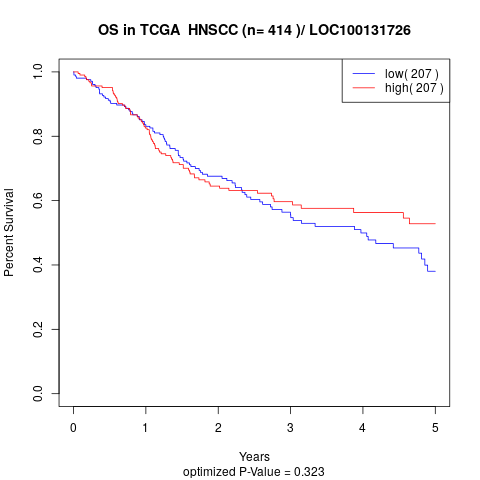 OS in TCGA  HNSCC (n= 414 )/ LOC100131726
low( 207 )
high( 207 )
Percent Survival
1.0
0.8
0.6
0.4
0.2
0.0
0 1 2 3 4 5
Years
optimized P-Value = 0.323